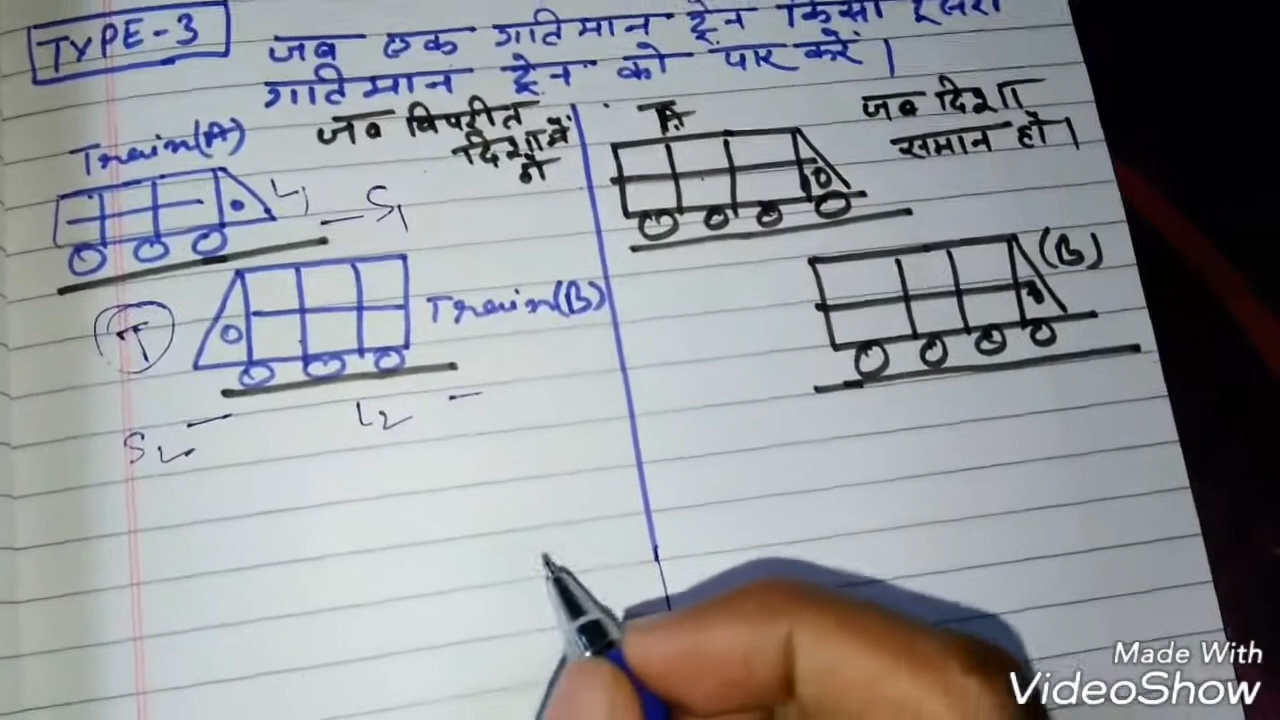 TYPE-3
जब एक गतिमान ट्रेन किसी दूसरी
गतिमान ट्रेन को पार करें।
Train(A)
जब विपरीत
दिशा में
हो
L1
S1
T
Train(B)
S2
L2
A
जब दिशा
समान हो।
(B)
Made With
VideoShow